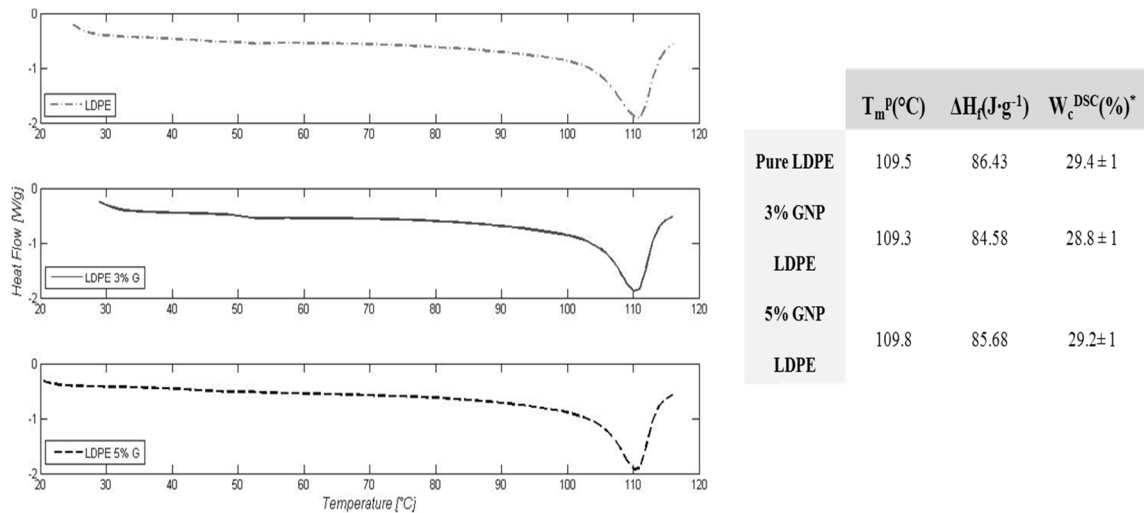 0
-1
-2
LDPE
20 30 40 50 60 70 80 90 100 110 120
0
-1
-2
LDPE 3% G
20 30 40 50 60 70 80 90 100 110 120
Heat Flow [W/g]
0
-1
-2
LDPE 5% G
20 30 40 50 60 70 80 90 100 110 120
Temperature [°C]
Tₘᵖ(°C) ΔH_f(J·g⁻¹) W_c^DSC(%)*
Pure LDPE 109.5 86.43 29.4 ± 1
3% GNP
LDPE
109.3 84.58 28.8 ± 1
5% GNP
LDPE
109.8 85.68 29.2± 1